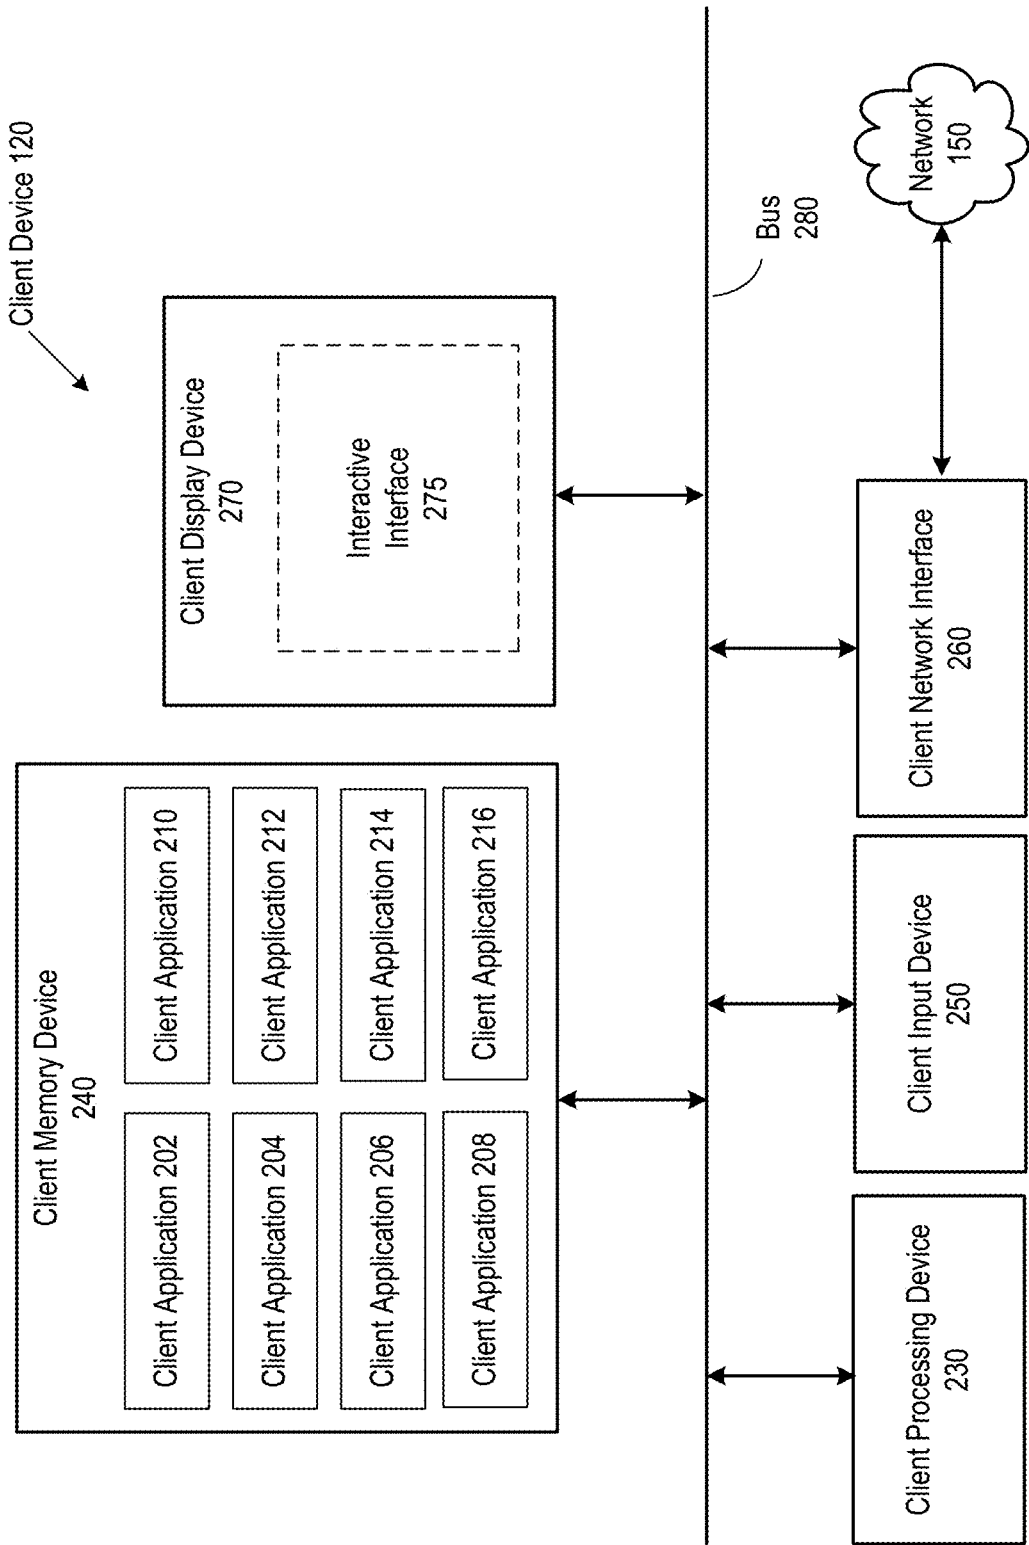 Client Device 120
Client Memory Device
240
Client Application 202
Client Application 210
Client Application 204
Client Application 212
Client Application 206
Client Application 214
Client Application 208
Client Application 216
Client Display Device
270
Interactive
Interface
275
Bus
280
Client Processing Device
230
Client Input Device
250
Client Network Interface
260
Network
150